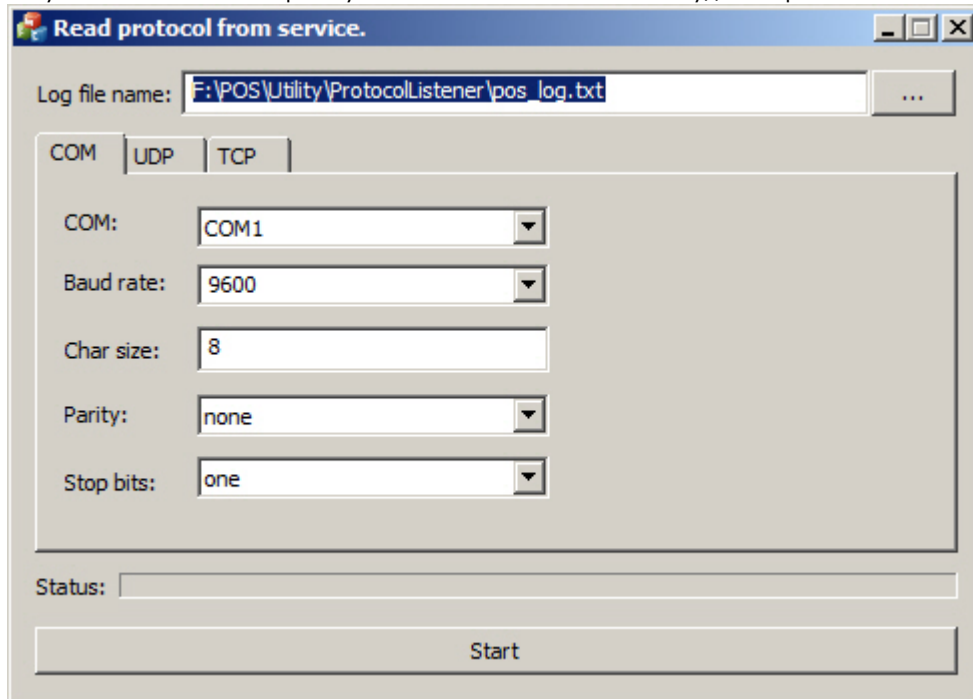 Read protocol from service.
Log file name: F:\POS\Utility\ProtocolListener\pos_log.txt ...
COM UDP TCP
COM: COM1
Baud rate: 9600
Char size: 8
Parity: none
Stop bits: one
Status:
Start